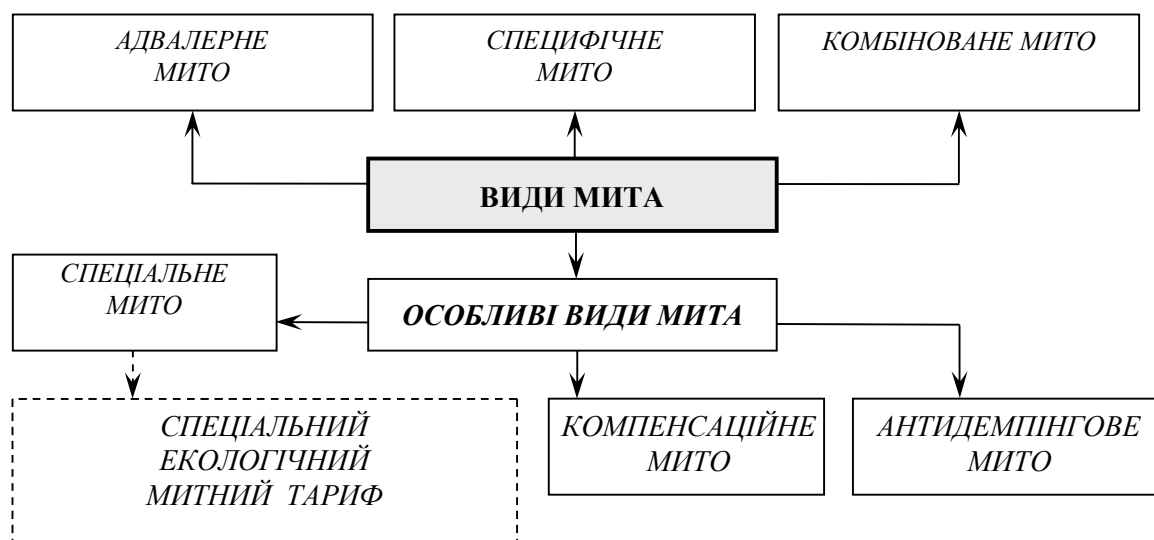 АДВАЛЕРНЕ
МИТО
СПЕЦИФІЧНЕ
МИТО
КОМБІНОВАНЕ МИТО
ВИДИ МИТА
СПЕЦІАЛЬНЕ
МИТО
ОСОБЛИВІ ВИДИ МИТА
СПЕЦІАЛЬНИЙ
ЕКОЛОГІЧНИЙ
МИТНИЙ ТАРИФ
КОМПЕНСАЦІЙНЕ
МИТО
АНТИДЕМПІНГОВЕ
МИТО